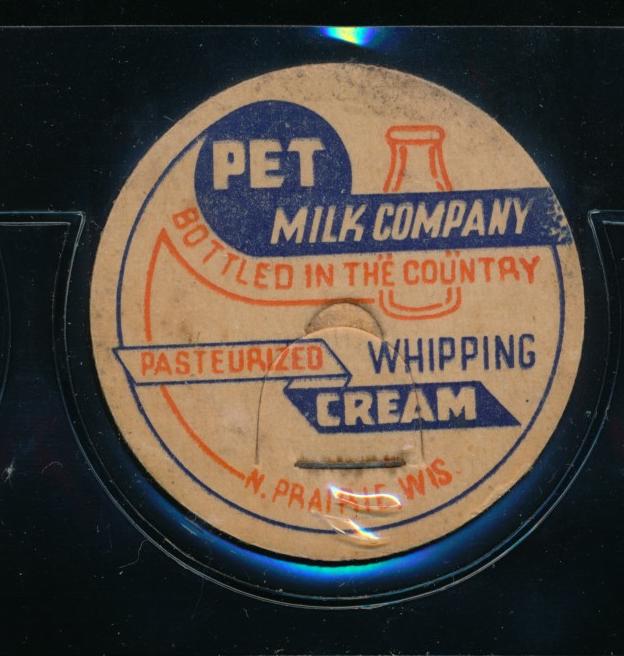 PET
MILK COMPANY
BOTTLED IN THE COUNTRY
PASTEURIZED
WHIPPING
CREAM
N. PRAIRIE, WIS.